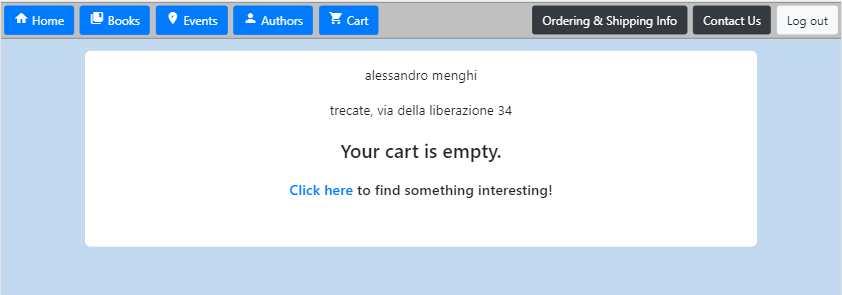 Home Books Events Authors Cart Ordering & Shipping Info Contact Us Log out
alessandro menghi
trecate, via della liberazione 34
Your cart is empty.
Click here to find something interesting!